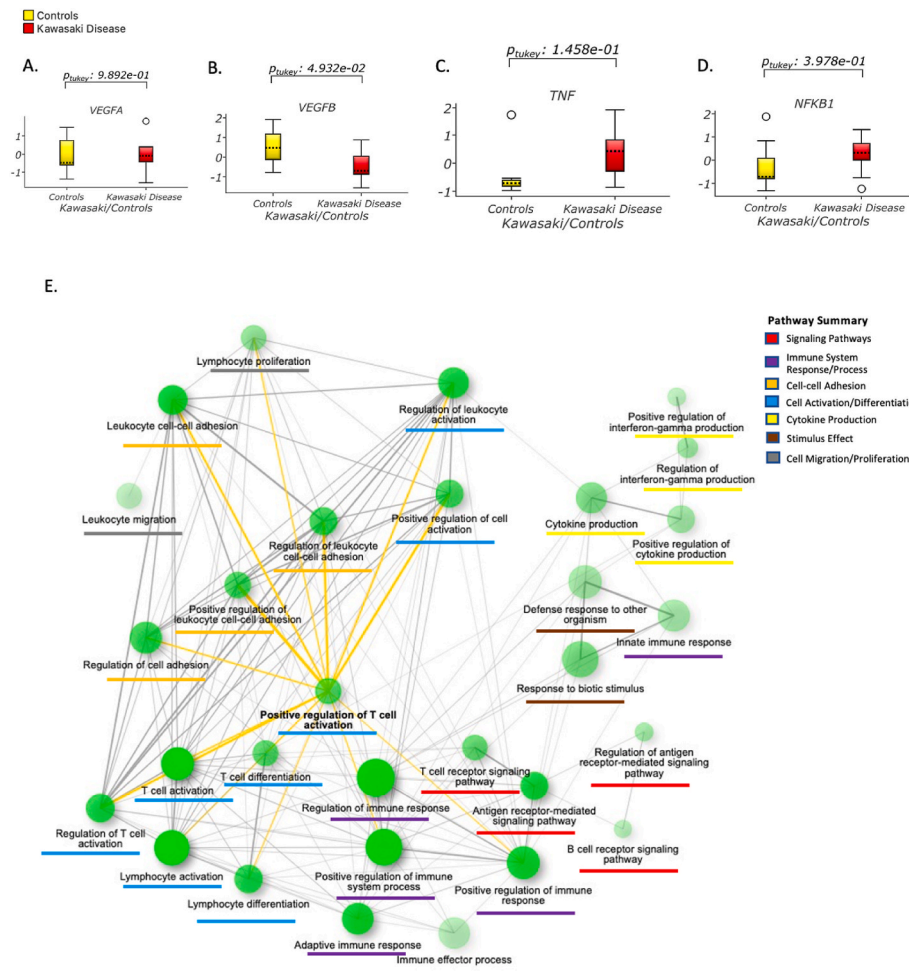 Controls
Kawasaki Disease
A.
ptukey: 9.892e-01
VEGFA
1
0
-1
Controls
Kawasaki Disease
Kawasaki/Controls
B.
ptukey: 4.932e-02
VEGFB
2
1
0
-1
Controls
Kawasaki Disease
Kawasaki/Controls
C.
ptukey: 1.458e-01
TNF
2
1
0
-1
Controls
Kawasaki Disease
Kawasaki/Controls
D.
ptukey: 3.978e-01
NFKB1
2
1
0
-1
Controls
Kawasaki Disease
Kawasaki/Controls
E.
Pathway Summary
Signaling Pathways
Immune System
Response/Process
Cell-cell Adhesion
Cell Activation/Differentiatio
Cytokine Production
Stimulus Effect
Cell Migration/Proliferation
Lymphocyte proliferation
Leukocyte cell-cell adhesion
Regulation of leukocyte
activation
Positive regulation of
interferon-gamma production
Regulation of
interferon-gamma production
Leukocyte migration
Regulation of leukocyte
cell-cell adhesion
Positive regulation of cell
activation
Cytokine production
Positive regulation of
cytokine production
Positive regulation of
leukocyte cell-cell adhesion
Defense response to other
organism
Innate immune response
Regulation of cell adhesion
Response to biotic stimulus
Positive regulation of T cell
activation
T cell activation
T cell differentiation
Regulation of immune response
T cell receptor signaling
pathway
Regulation of antigen
receptor-mediated signaling
pathway
Regulation of T cell
activation
Antigen receptor-mediated
signaling pathway
B cell receptor signaling
pathway
Lymphocyte activation
Positive regulation of immune
system process
Positive regulation of immune
response
Lymphocyte differentiation
Adaptive immune response
Immune effector process